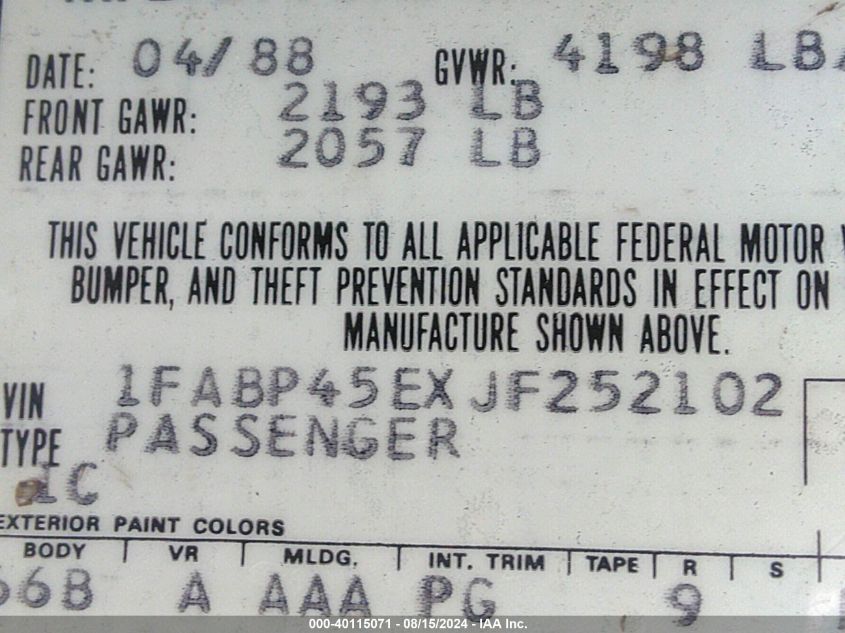 DATE: 04/88 GVWR: 4198 LB/
FRONT GAWR: 2193 LB
REAR GAWR: 2057 LB
THIS VEHICLE CONFORMS TO ALL APPLICABLE FEDERAL MOTOR
BUMPER, AND THEFT PREVENTION STANDARDS IN EFFECT ON
MANUFACTURE SHOWN ABOVE.
VIN 1FABP45EXJF252102
TYPE PASSENGER
1C
EXTERIOR PAINT COLORS
BODY VR MLDG. INT. TRIM TAPE R S
66B A AAA PG 9
000-40115071 - 08/15/2024 - IAA Inc.